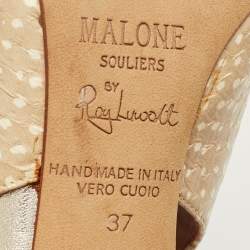 MALONE
SOULIERS
BY
Roy Luwolt
HAND MADE IN ITALY
VERO CUOIO
37